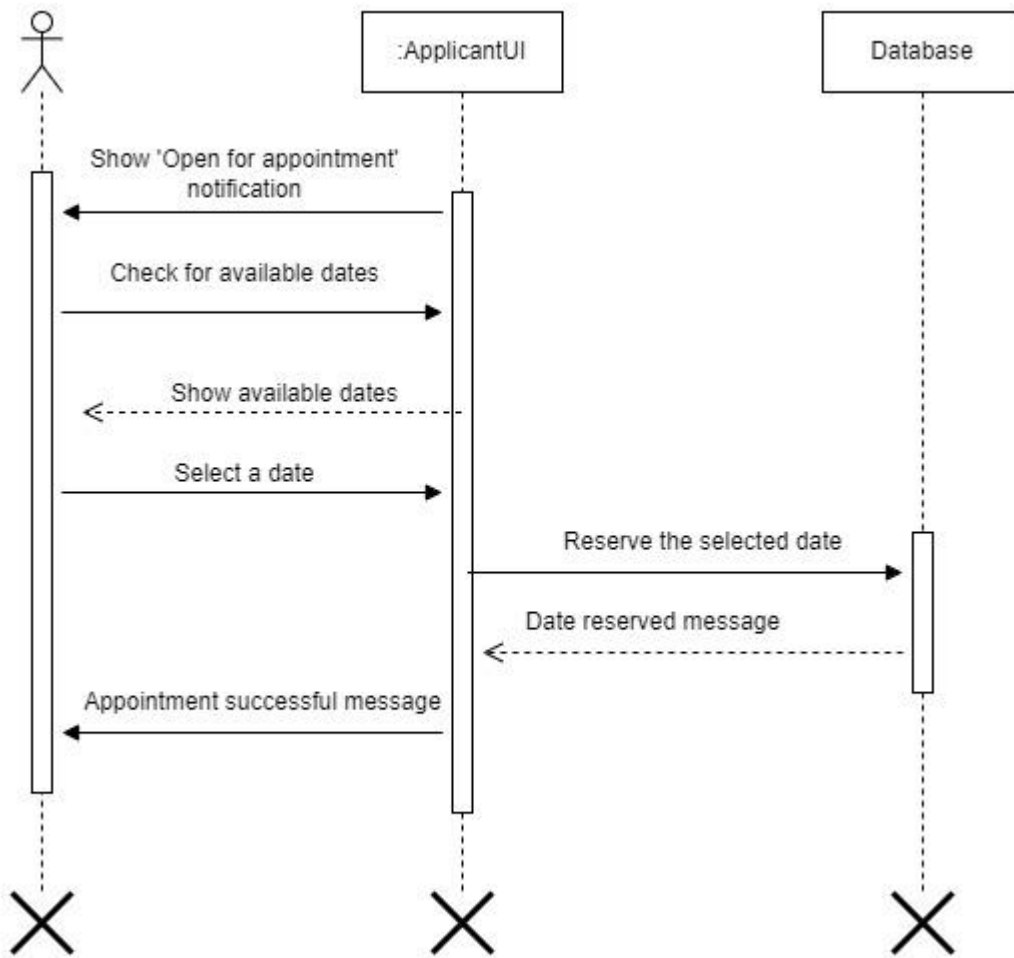 :ApplicantUI
Database
Show 'Open for appointment'
notification
Check for available dates
Show available dates
Select a date
Reserve the selected date
Date reserved message
Appointment successful message